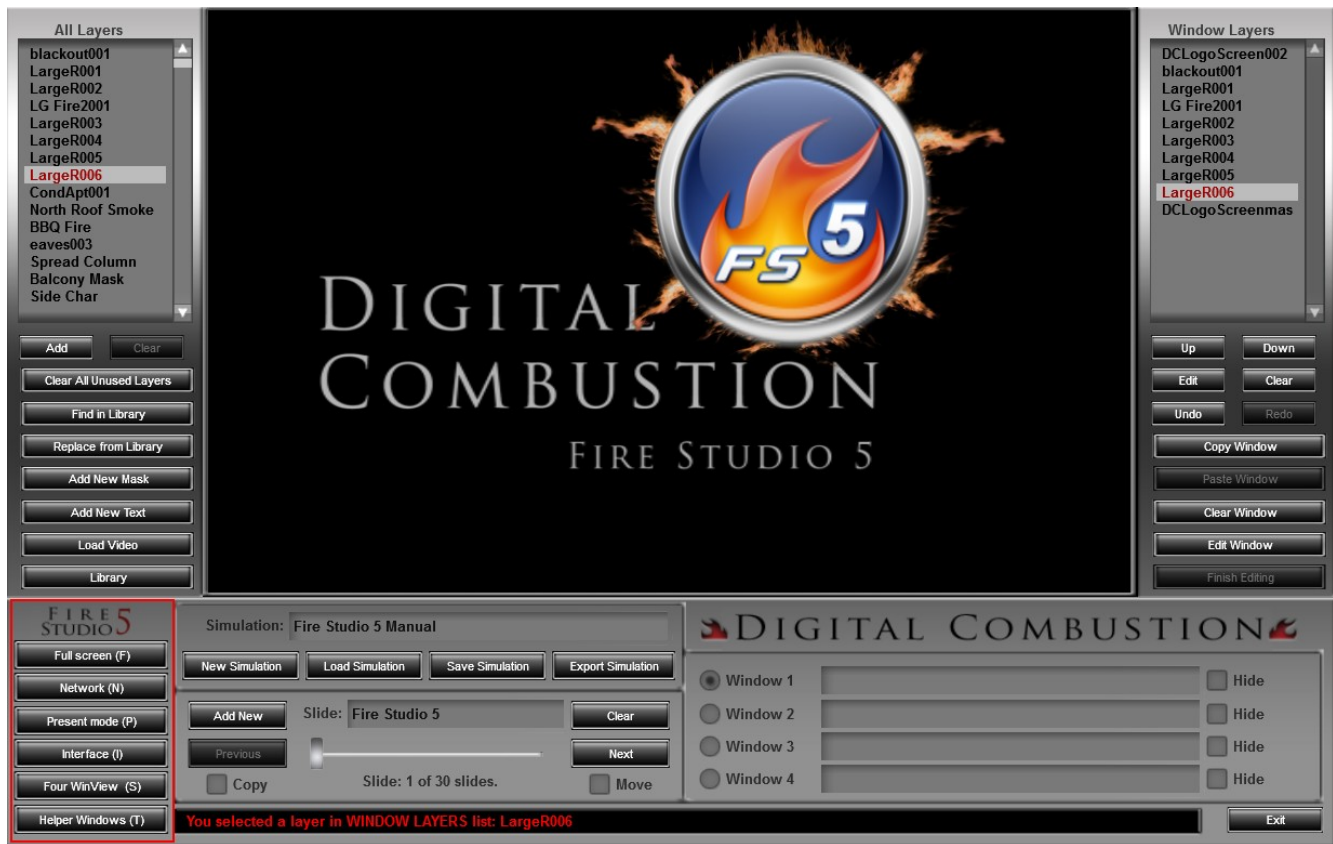 All Layers
blackout001
LargeR001
LargeR002
LG Fire2001
LargeR003
LargeR004
LargeR005
LargeR006
CondApt001
North Roof Smoke
BBQ Fire
eaves003
Spread Column
Balcony Mask
Side Char
Add Clear
Clear All Unused Layers
Find in Library
Replace from Library
Add New Mask
Add New Text
Load Video
Library
FS 5
DIGITAL
COMBUSTION
FIRE STUDIO 5
Window Layers
DCLogoScreen002
blackout001
LargeR001
LG Fire2001
LargeR002
LargeR003
LargeR004
LargeR005
LargeR006
DCLogoScreenmas
Up Down
Edit Clear
Undo Redo
Copy Window
Paste Window
Clear Window
Edit Window
Finish Editing
FIRE
STUDIO 5
Full screen (F)
Network (N)
Present mode (P)
Interface (I)
Four WinView (S)
Helper Windows (T)
Simulation: Fire Studio 5 Manual
New Simulation Load Simulation Save Simulation Export Simulation
Add New Slide: Fire Studio 5 Clear
Previous Next
Copy Slide: 1 of 30 slides. Move
DIGITAL COMBUSTION
Window 1 Hide
Window 2 Hide
Window 3 Hide
Window 4 Hide
You selected a layer in WINDOW LAYERS list: LargeR006
Exit